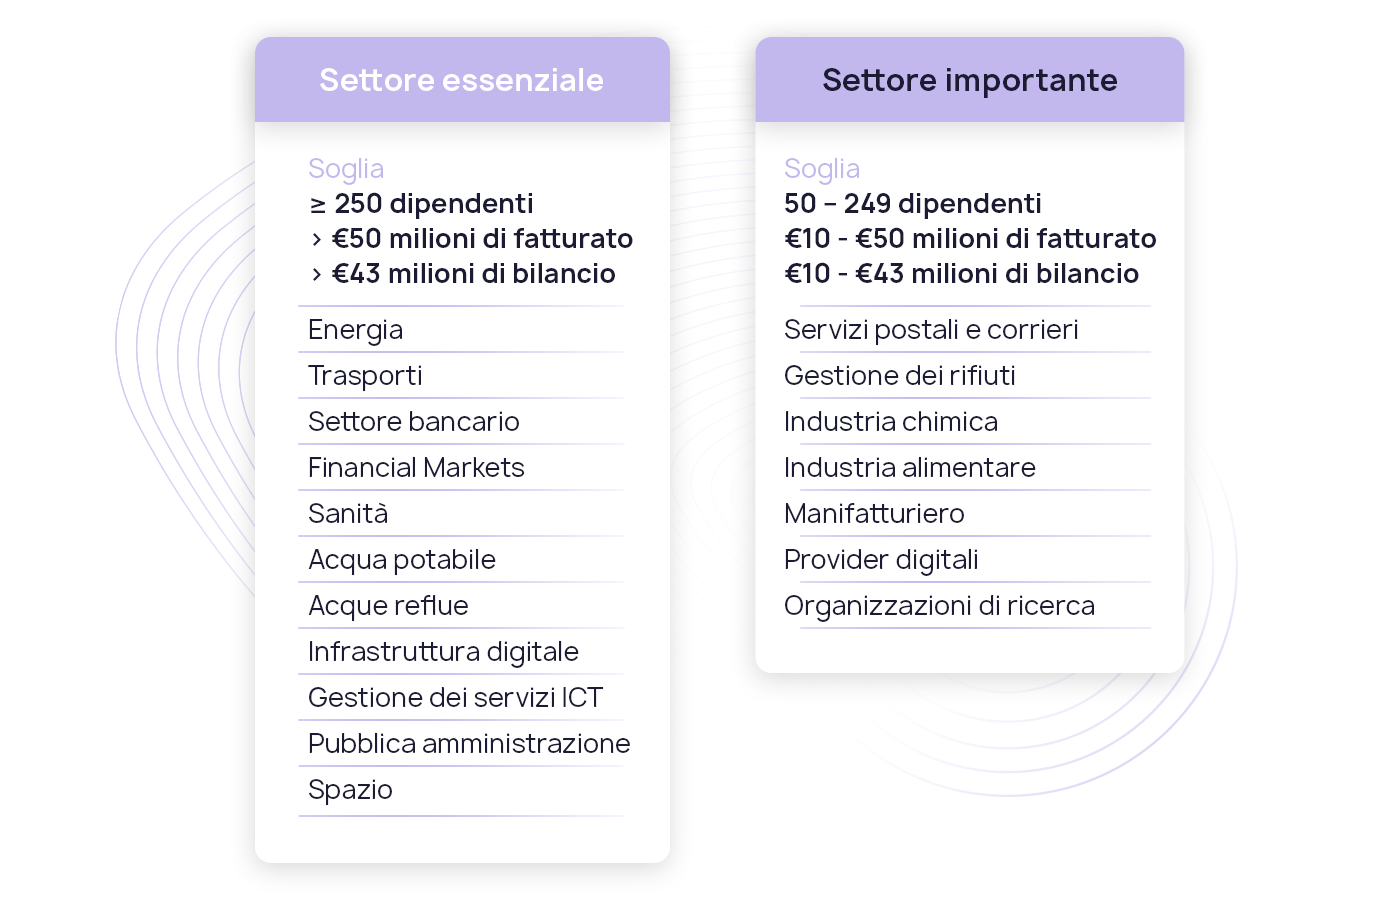 Settore essenziale
Soglia
≥ 250 dipendenti
› €50 milioni di fatturato
› €43 milioni di bilancio
Energia
Trasporti
Settore bancario
Financial Markets
Sanità
Acqua potabile
Acque reflue
Infrastruttura digitale
Gestione dei servizi ICT
Pubblica amministrazione
Spazio
Settore importante
Soglia
50 – 249 dipendenti
€10 - €50 milioni di fatturato
€10 - €43 milioni di bilancio
Servizi postali e corrieri
Gestione dei rifiuti
Industria chimica
Industria alimentare
Manifatturiero
Provider digitali
Organizzazioni di ricerca